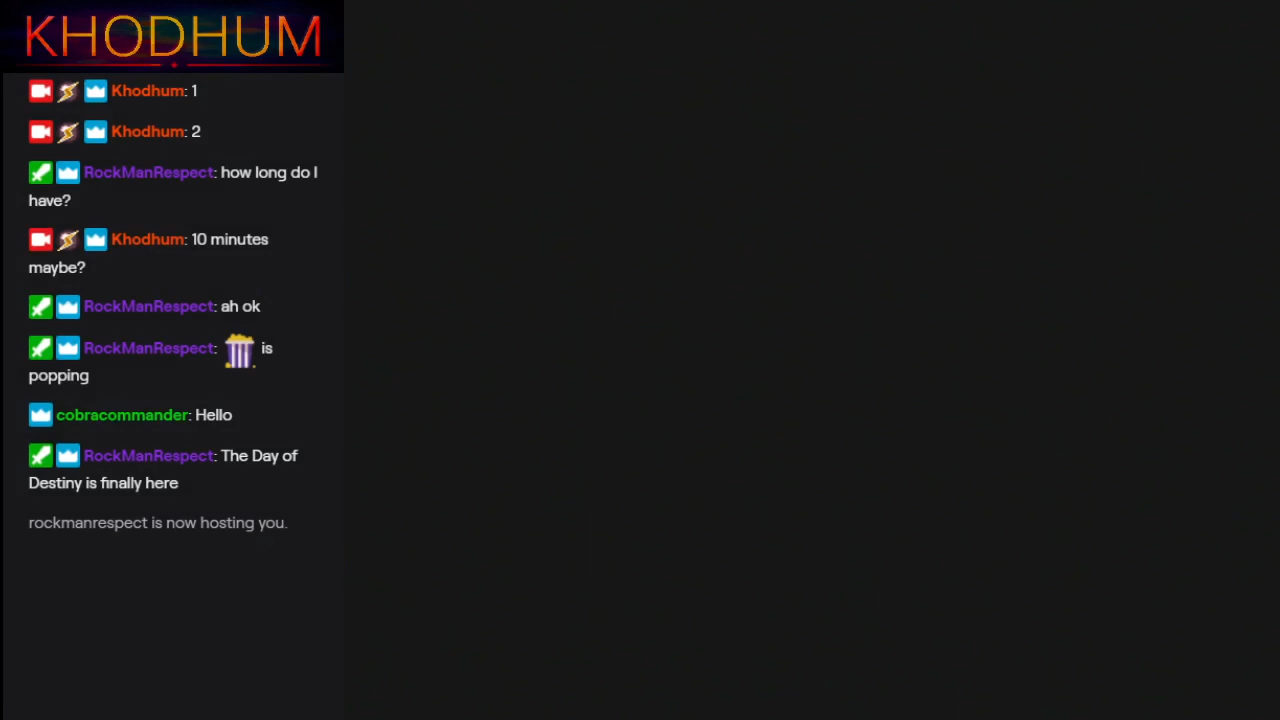 KHODHUM
Khodhum: 1
Khodhum: 2
RockManRespect: how long do I
have?
Khodhum: 10 minutes
maybe?
RockManRespect: ah ok
RockManRespect: is
popping
cobracommander: Hello
RockManRespect: The Day of
Destiny is finally here
rockmanrespect is now hosting you.